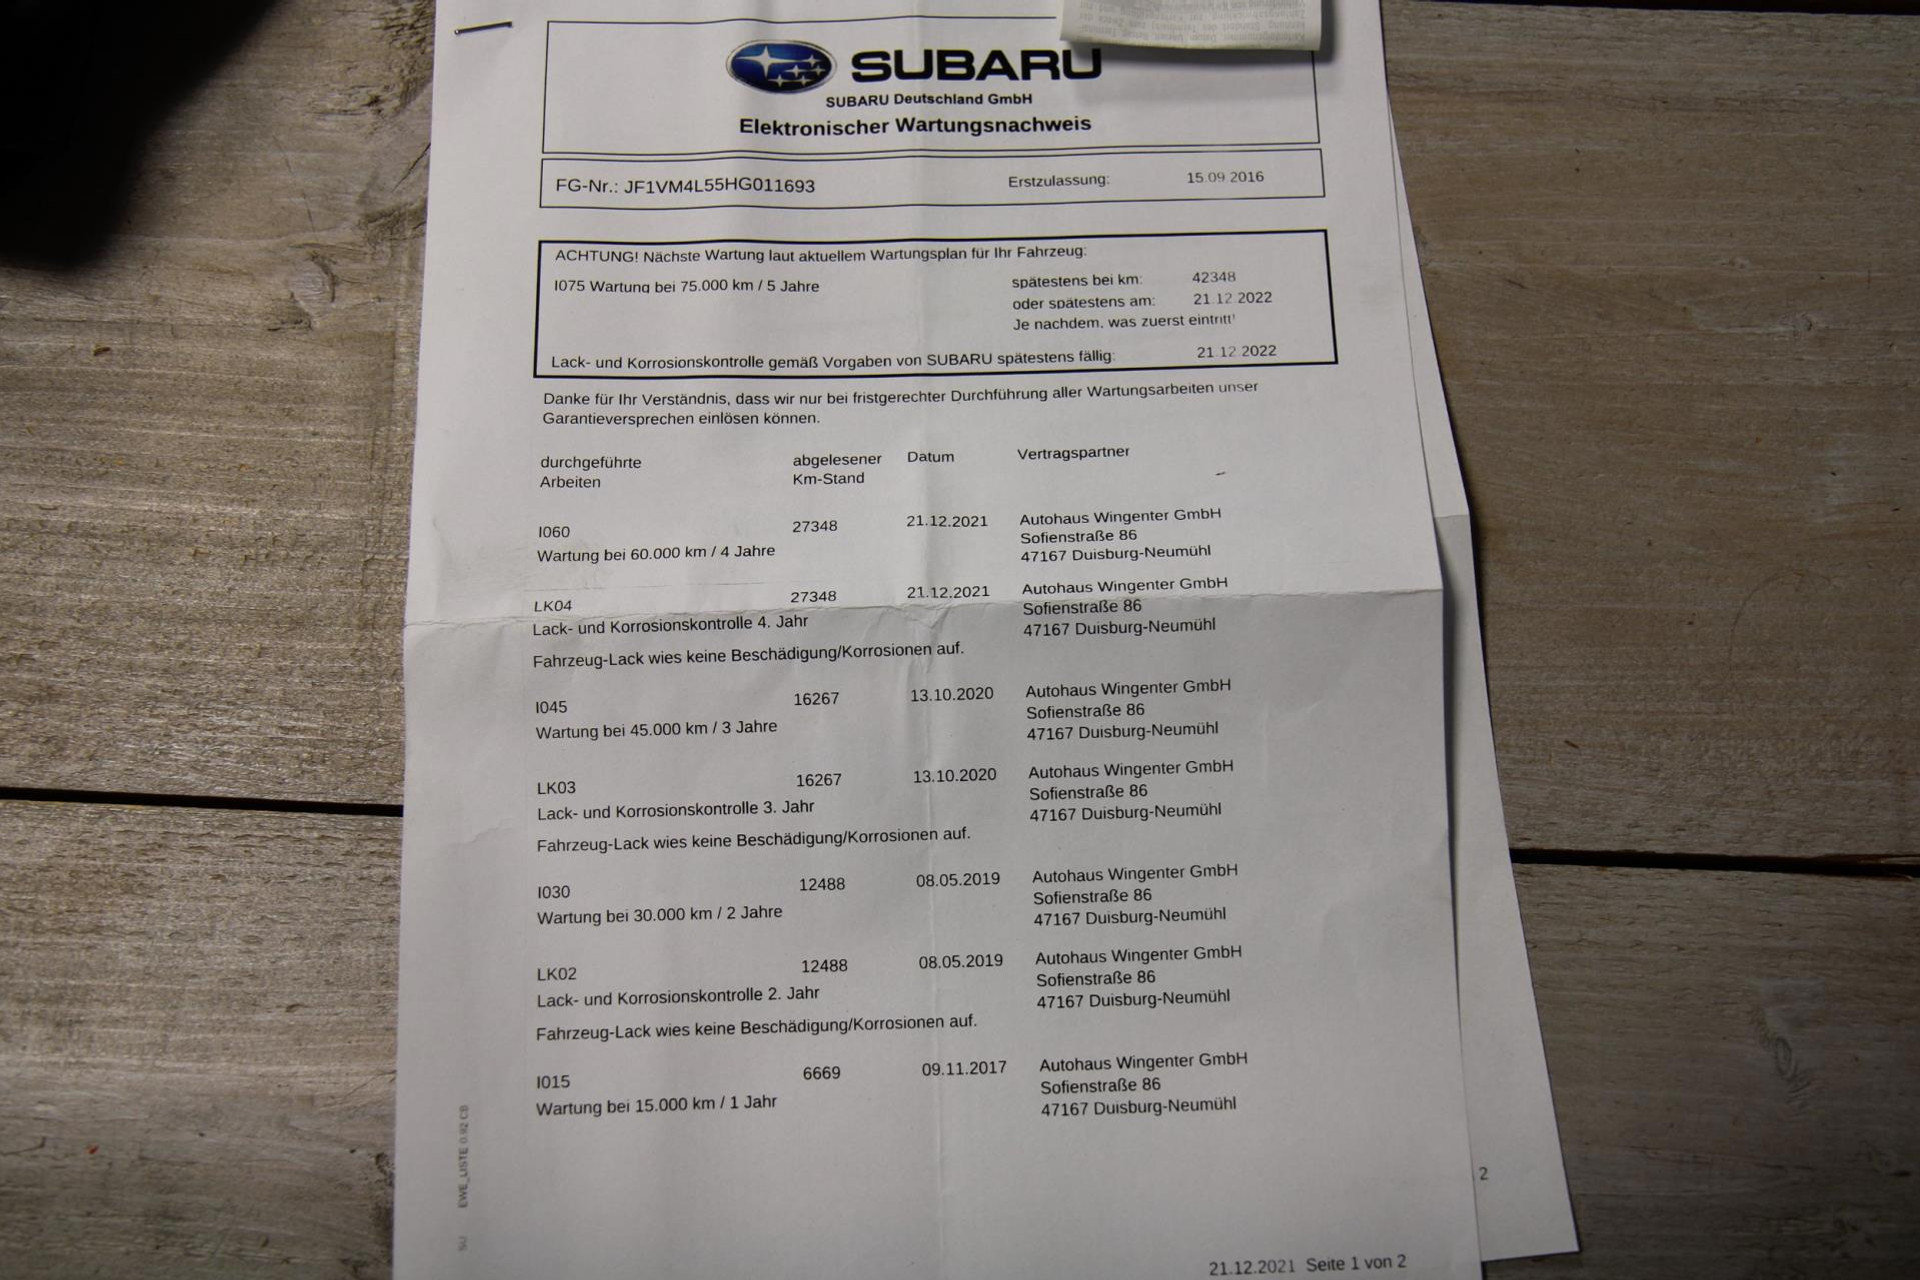 SUBARU
SUBARU Deutschland GmbH
Elektronischer Wartungsnachweis
FG-Nr.: JF1VM4L55HG011693 Erstzulassung: 15.09.2016
ACHTUNG! Nächste Wartung laut aktuellem Wartungsplan für Ihr Fahrzeug:
I075 Wartung bei 75.000 km / 5 Jahre spätestens bei km: 42348
oder spätestens am: 21.12.2022
Je nachdem, was zuerst eintritt!
Lack- und Korrosionskontrolle gemäß Vorgaben von SUBARU spätestens fällig: 21.12.2022
Danke für Ihr Verständnis, dass wir nur bei fristgerechter Durchführung aller Wartungsarbeiten unser
Garantieversprechen einlösen können.
durchgeführte abgelesener Datum Vertragspartner
Arbeiten Km-Stand
I060 27348 21.12.2021 Autohaus Wingenter GmbH
Sofienstraße 86
Wartung bei 60.000 km / 4 Jahre 47167 Duisburg-Neumühl
LK04 27348 21.12.2021 Autohaus Wingenter GmbH
Sofienstraße 86
Lack- und Korrosionskontrolle 4. Jahr 47167 Duisburg-Neumühl
Fahrzeug-Lack wies keine Beschädigung/Korrosionen auf.
I045 16267 13.10.2020 Autohaus Wingenter GmbH
Sofienstraße 86
Wartung bei 45.000 km / 3 Jahre 47167 Duisburg-Neumühl
LK03 16267 13.10.2020 Autohaus Wingenter GmbH
Sofienstraße 86
Lack- und Korrosionskontrolle 3. Jahr 47167 Duisburg-Neumühl
Fahrzeug-Lack wies keine Beschädigung/Korrosionen auf.
I030 12488 08.05.2019 Autohaus Wingenter GmbH
Sofienstraße 86
Wartung bei 30.000 km / 2 Jahre 47167 Duisburg-Neumühl
LK02 12488 08.05.2019 Autohaus Wingenter GmbH
Sofienstraße 86
Lack- und Korrosionskontrolle 2. Jahr 47167 Duisburg-Neumühl
Fahrzeug-Lack wies keine Beschädigung/Korrosionen auf.
I015 6669 09.11.2017 Autohaus Wingenter GmbH
Sofienstraße 86
Wartung bei 15.000 km / 1 Jahr 47167 Duisburg-Neumühl
SU EWE_LISTE 0.92 CB
2
21.12.2021 Seite 1 von 2